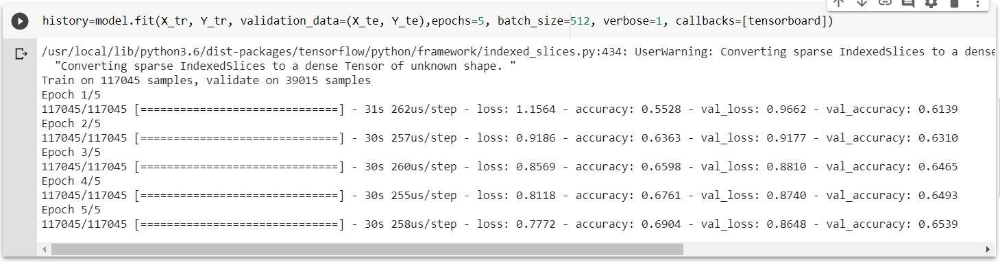 history=model.fit(X_tr, Y_tr, validation_data=(X_te, Y_te),epochs=5, batch_size=512, verbose=1, callbacks=[tensorboard])
/usr/local/lib/python3.6/dist-packages/tensorflow/python/framework/indexed_slices.py:434: UserWarning: Converting sparse IndexedSlices to a dense
"Converting sparse IndexedSlices to a dense Tensor of unknown shape. "
Train on 117045 samples, validate on 39015 samples
Epoch 1/5
117045/117045 [==============================] - 31s 262us/step - loss: 1.1564 - accuracy: 0.5528 - val_loss: 0.9662 - val_accuracy: 0.6139
Epoch 2/5
117045/117045 [==============================] - 30s 257us/step - loss: 0.9186 - accuracy: 0.6363 - val_loss: 0.9177 - val_accuracy: 0.6310
Epoch 3/5
117045/117045 [==============================] - 30s 260us/step - loss: 0.8569 - accuracy: 0.6598 - val_loss: 0.8810 - val_accuracy: 0.6465
Epoch 4/5
117045/117045 [==============================] - 30s 255us/step - loss: 0.8118 - accuracy: 0.6761 - val_loss: 0.8740 - val_accuracy: 0.6493
Epoch 5/5
117045/117045 [==============================] - 30s 258us/step - loss: 0.7772 - accuracy: 0.6904 - val_loss: 0.8648 - val_accuracy: 0.6539